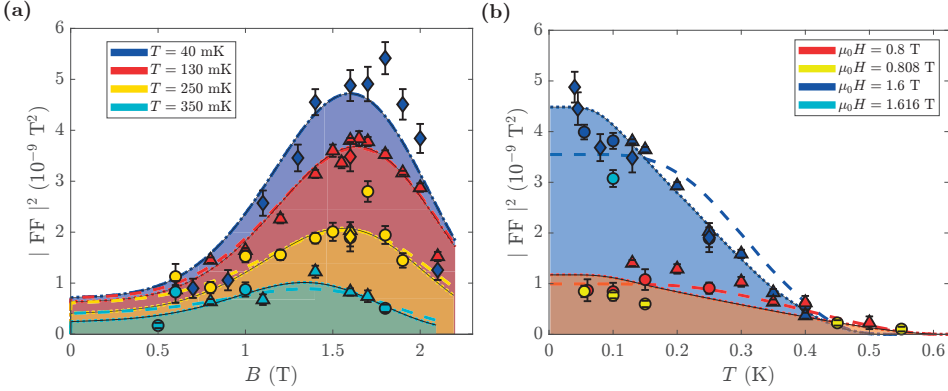 (a)
| FF |² (10⁻⁹ T²)
6
5
4
3
2
1
0
T = 40 mK
T = 130 mK
T = 250 mK
T = 350 mK
0 0.5 1 1.5 2
B (T)
(b)
| FF |² (10⁻⁹ T²)
6
5
4
3
2
1
0
μ₀H = 0.8 T
μ₀H = 0.808 T
μ₀H = 1.6 T
μ₀H = 1.616 T
0 0.1 0.2 0.3 0.4 0.5 0.6
T (K)